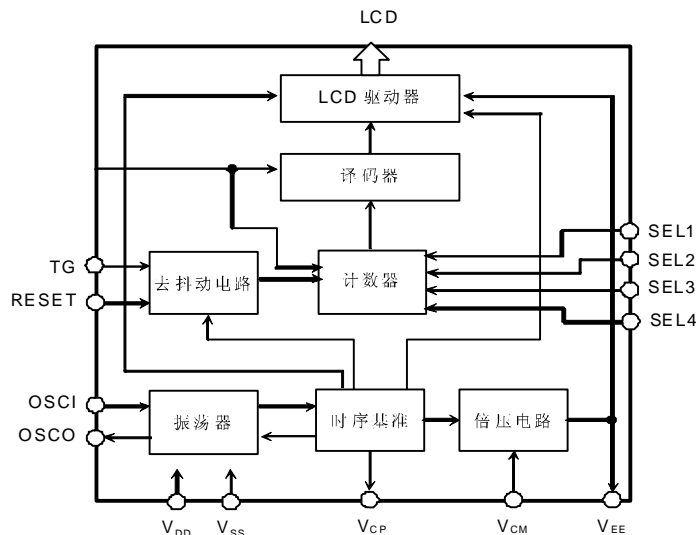 LCD
LCD 驱动器
译码器
TG
RESET
去抖动电路
计数器
SEL1
SEL2
SEL3
SEL4
OSCI
OSCO
振荡器
时序基准
倍压电路
VDD
VSS
VCP
VCM
VEE